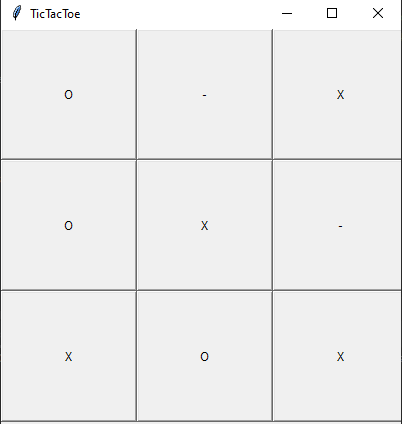 TicTacToe
O - X
O X -
X O X